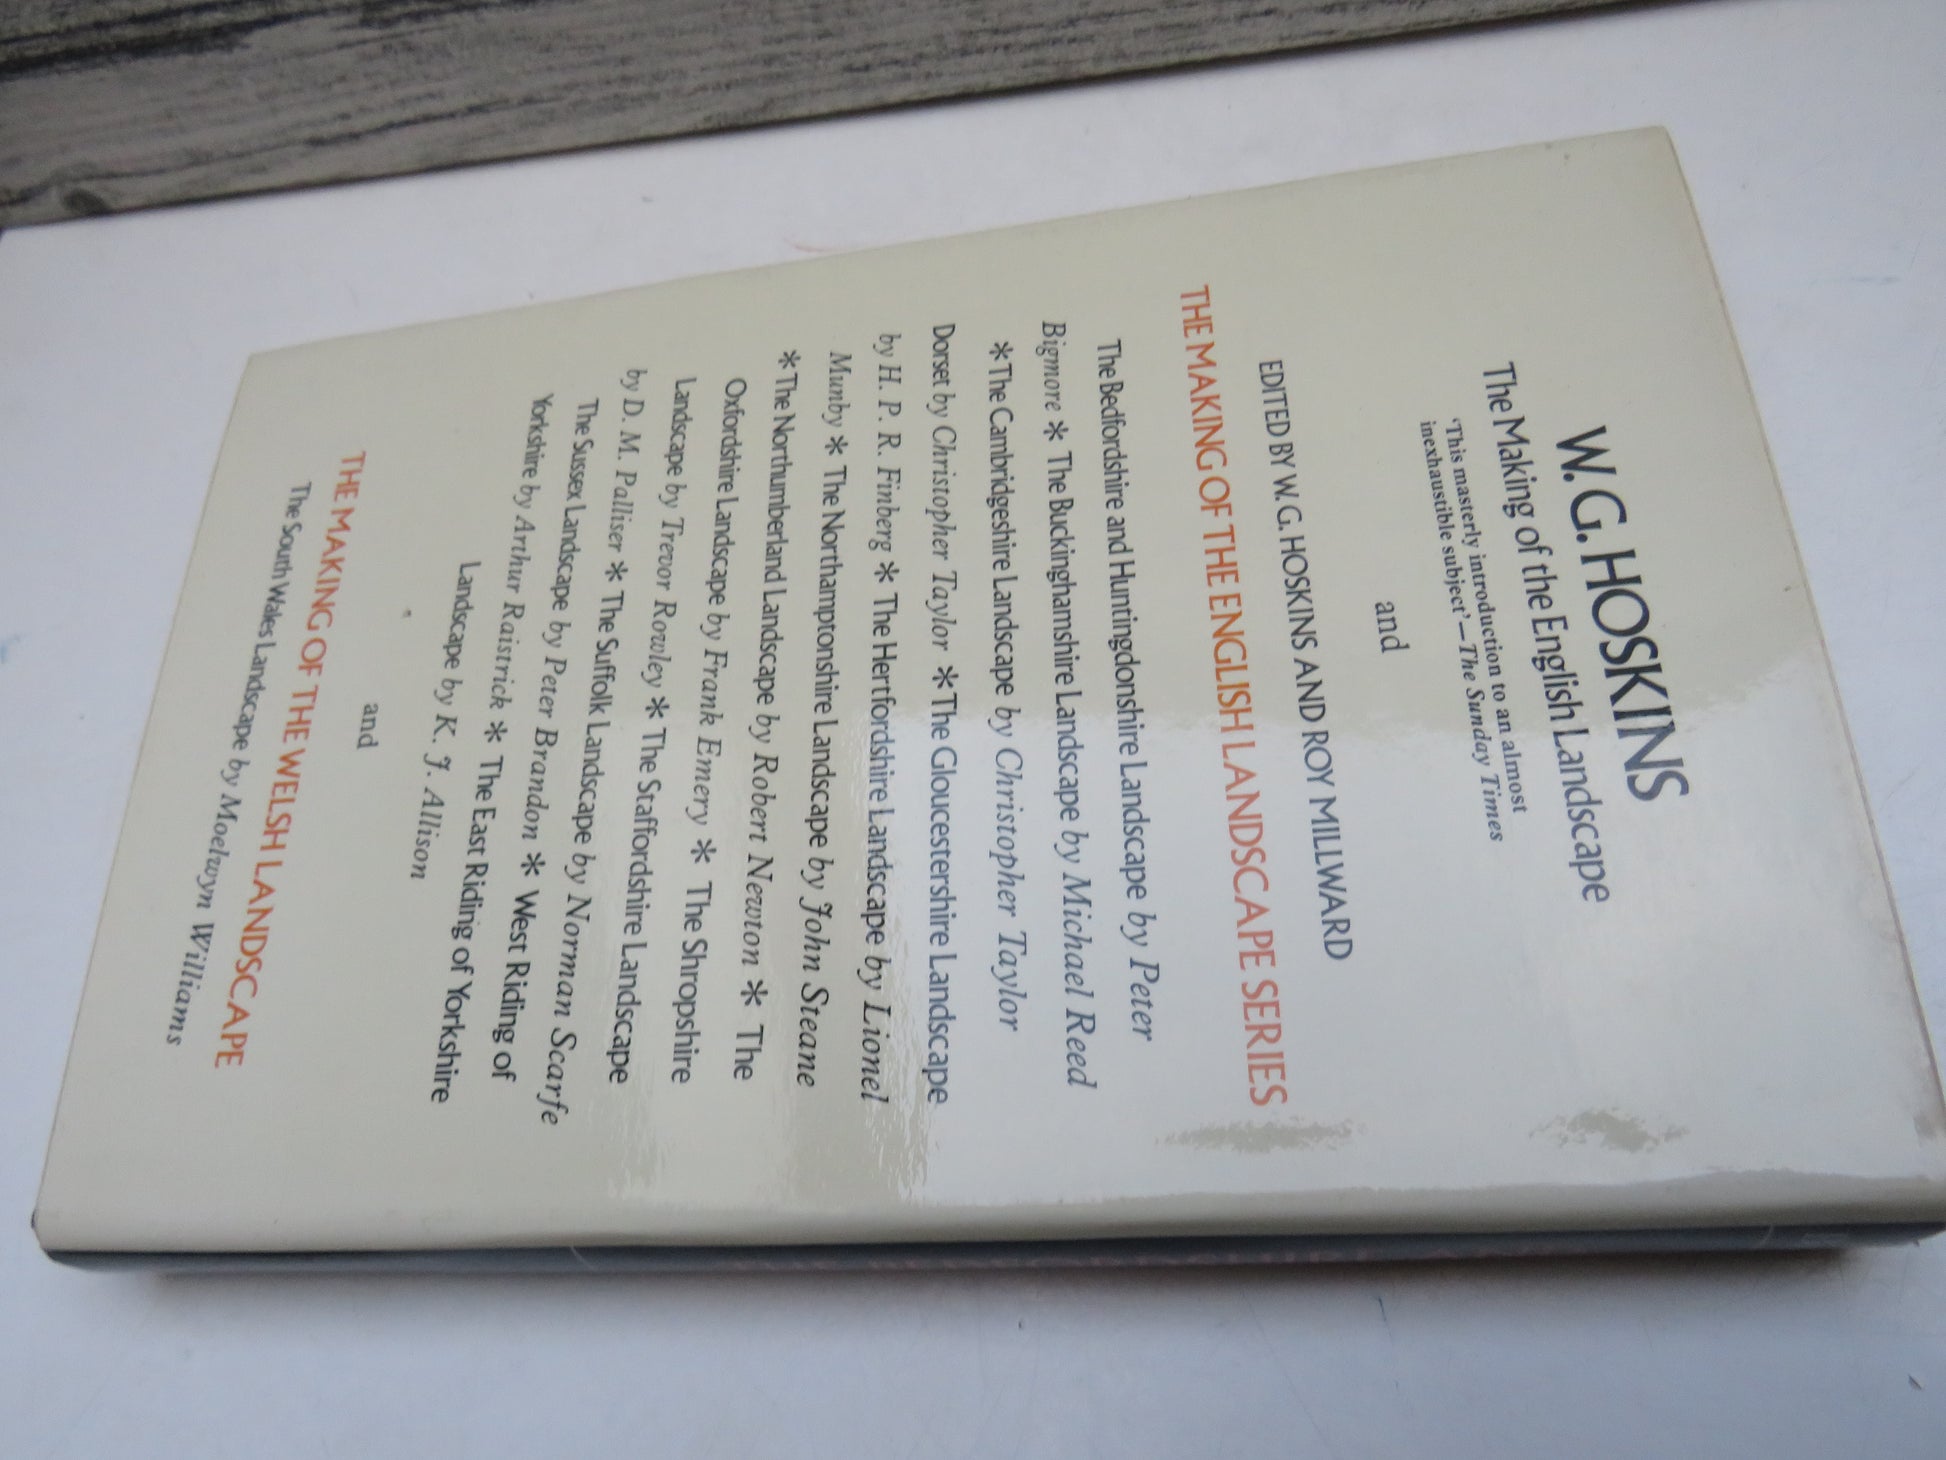 W.G. HOSKINS
The Making of the English Landscape
‘This masterly introduction to an almost
inexhaustible subject’—The Sunday Times
and
EDITED BY W.G. HOSKINS AND ROY MILLWARD
THE MAKING OF THE ENGLISH LANDSCAPE SERIES
The Bedfordshire and Huntingdonshire Landscape by Peter
Bigmore * The Buckinghamshire Landscape by Michael Reed
* The Cambridgeshire Landscape by Christopher Taylor
Dorset by Christopher Taylor * The Gloucestershire Landscape
by H. P. R. Finberg * The Hertfordshire Landscape by Lionel
Munby * The Northamptonshire Landscape by John Steane
* The Northumberland Landscape by Robert Newton * The
Oxfordshire Landscape by Frank Emery * The Shropshire
Landscape by Trevor Rowley * The Staffordshire Landscape
by D. M. Palliser * The Suffolk Landscape by Norman Scarfe
The Sussex Landscape by Peter Brandon * West Riding of
Yorkshire by Arthur Raistrick * The East Riding of Yorkshire
Landscape by K. J. Allison
and
THE MAKING OF THE WELSH LANDSCAPE
The South Wales Landscape by Moelwyn Williams